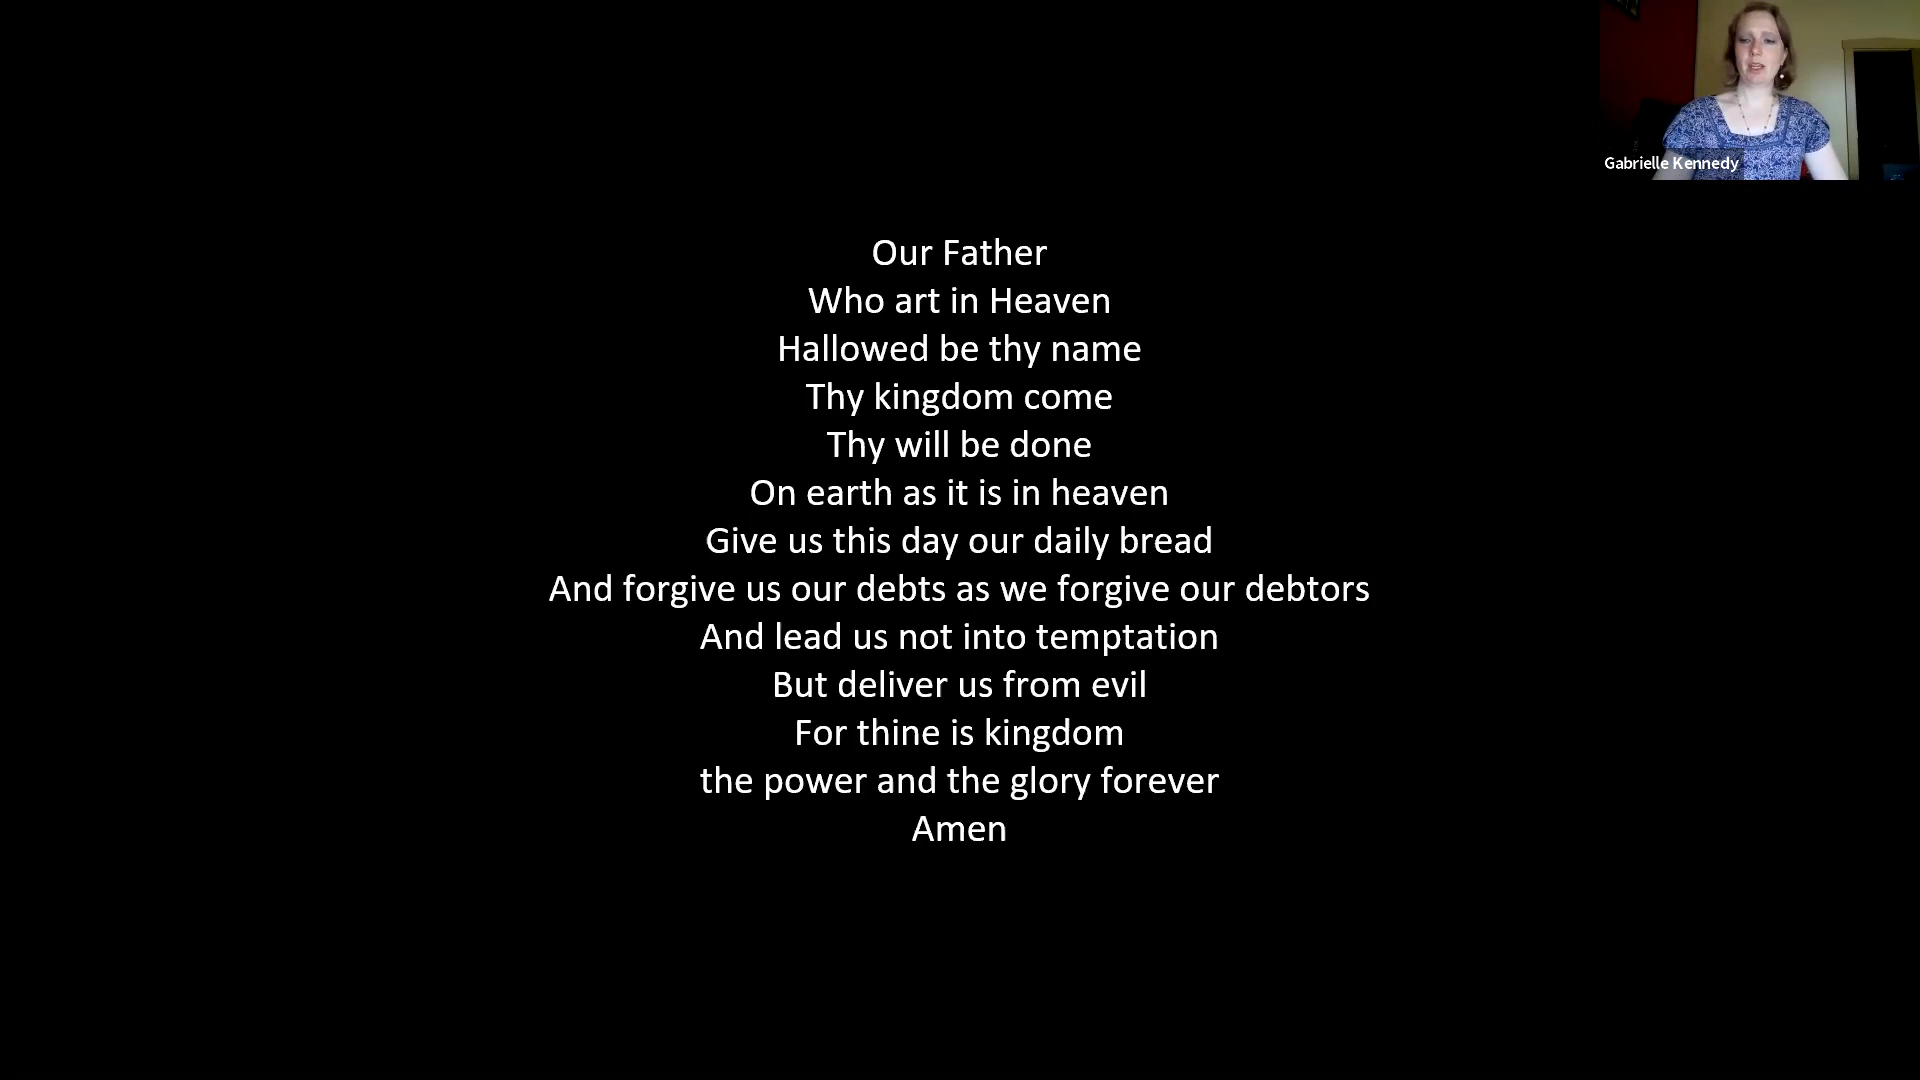 Gabrielle Kennedy
Our Father
Who art in Heaven
Hallowed be thy name
Thy kingdom come
Thy will be done
On earth as it is in heaven
Give us this day our daily bread
And forgive us our debts as we forgive our debtors
And lead us not into temptation
But deliver us from evil
For thine is kingdom
the power and the glory forever
Amen